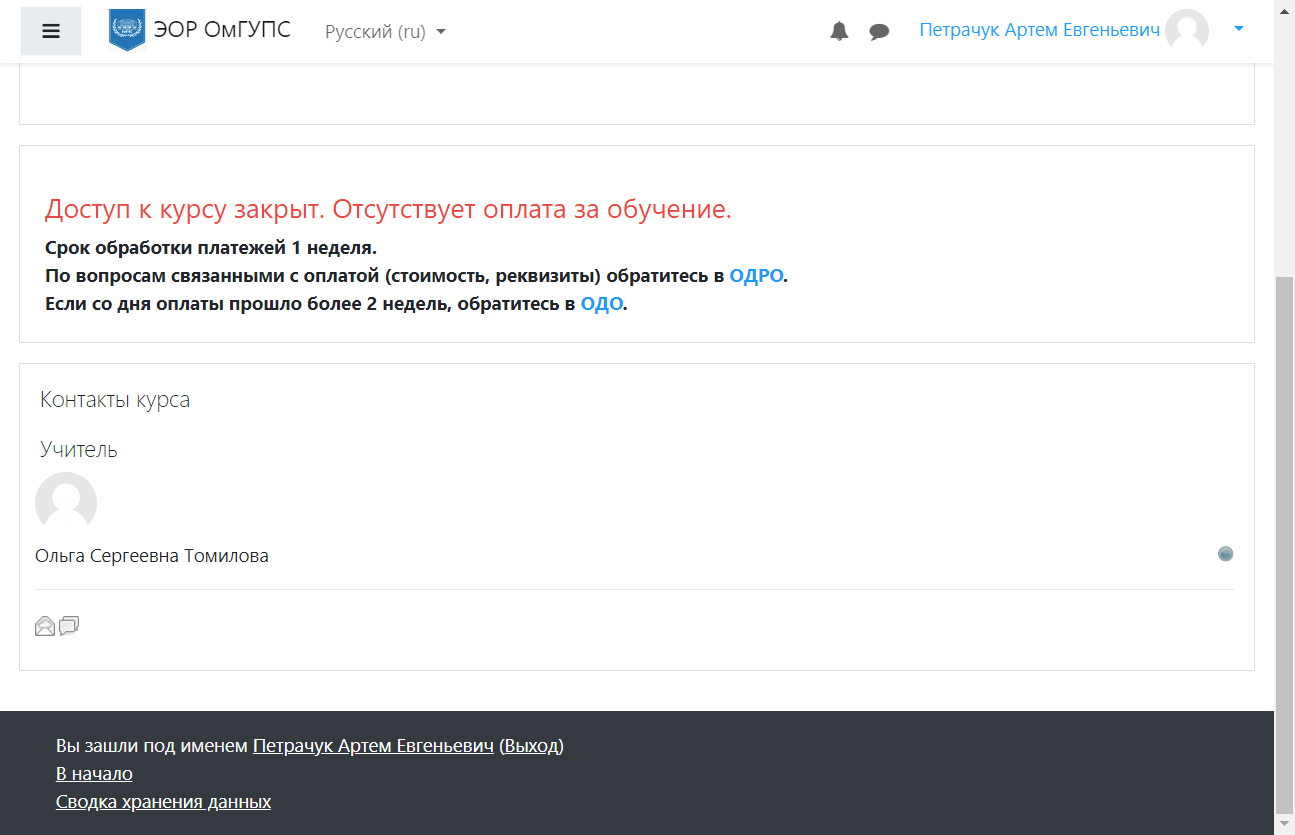 ЭОР ОмГУПС
Русский (ru)
Петрачук Артем Евгеньевич
Доступ к курсу закрыт. Отсутствует оплата за обучение.
Срок обработки платежей 1 неделя.
По вопросам связанными с оплатой (стоимость, реквизиты) обратитесь в ОДРО.
Если со дня оплаты прошло более 2 недель, обратитесь в ОДО.
Контакты курса
Учитель
Ольга Сергеевна Томилова
Вы зашли под именем Петрачук Артем Евгеньевич (Выход)
В начало
Сводка хранения данных